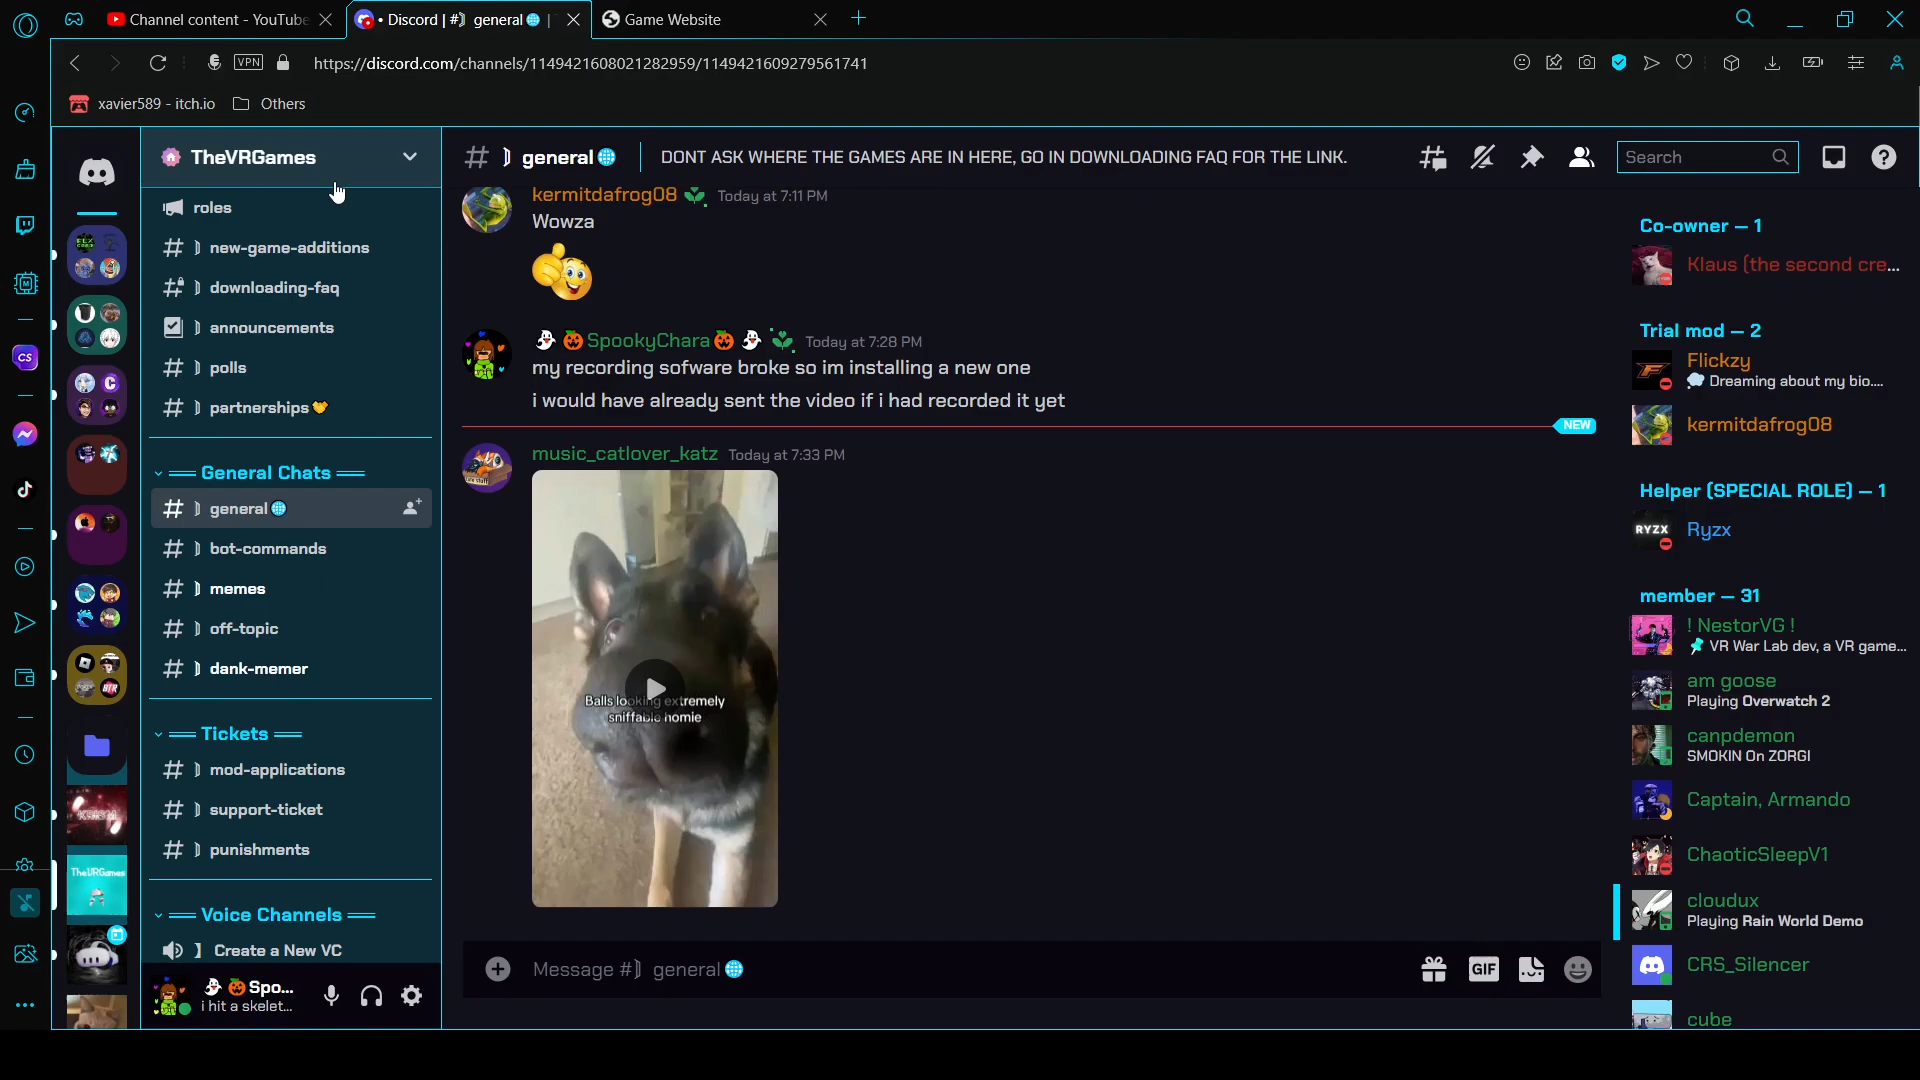 Channel content - YouTube
• Discord | #】general🌐 |
Game Website
VPN
https://discord.com/channels/1149421608021282959/1149421609279561741
xavier589 - itch.io
Others
TheVRGames
roles
】new-game-additions
】downloading-faq
】announcements
】polls
】partnerships💛
══ General Chats ══
】general🌐
】bot-commands
】memes
】off-topic
】dank-memer
══ Tickets ══
】mod-applications
】support-ticket
】punishments
══ Voice Channels ══
】Create a New VC
👻🎃Spo...
i hit a skelet...
】general🌐
DONT ASK WHERE THE GAMES ARE IN HERE, GO IN DOWNLOADING FAQ FOR THE LINK.
Search
kermitdafrog08 Today at 7:11 PM
Wowza
👻🎃SpookyChara🎃👻 Today at 7:28 PM
my recording sofware broke so im installing a new one
i would have already sent the video if i had recorded it yet
NEW
music_catlover_katz Today at 7:33 PM
Balls looking extremely
sniffable homie
Message #】general🌐
GIF
Co-owner — 1
Klaus (the second cre...
Trial mod — 2
Flickzy
💭 Dreaming about my bio....
kermitdafrog08
Helper (SPECIAL ROLE) — 1
RYZX
Ryzx
member — 31
! NestorVG !
📌 VR War Lab dev, a VR game...
am goose
Playing Overwatch 2
canpdemon
SMOKIN On ZORGI
Captain, Armando
ChaoticSleepV1
cloudux
Playing Rain World Demo
CRS_Silencer
cube
CS
TheVRGames